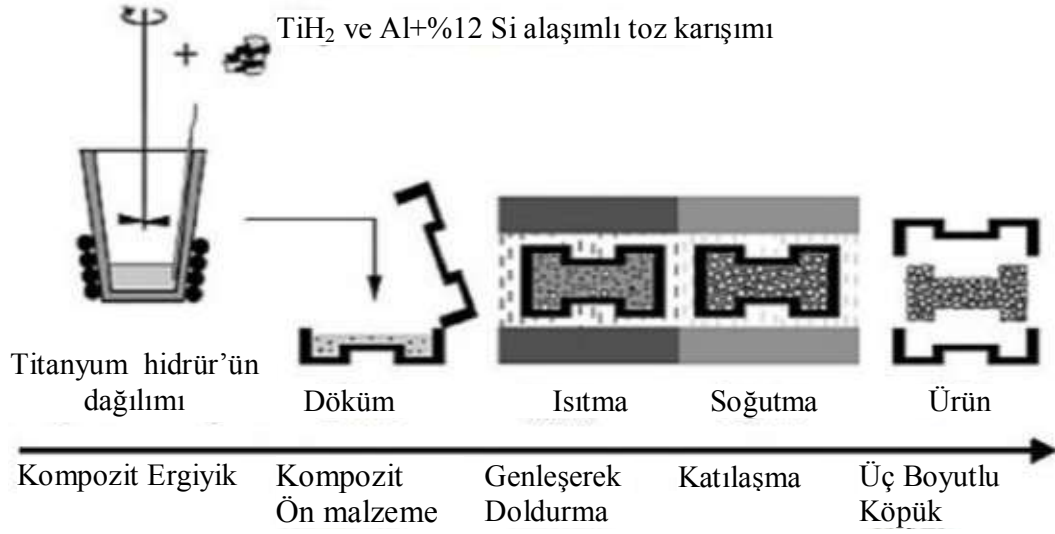 TiH₂ ve Al+%12 Si alaşımlı toz karışımı
+
Titanyum hidrür’ün
dağılımı
Döküm
Isıtma
Soğutma
Ürün
Kompozit Ergiyik
Kompozit
Ön malzeme
Genleşerek
Doldurma
Katılaşma
Üç Boyutlu
Köpük